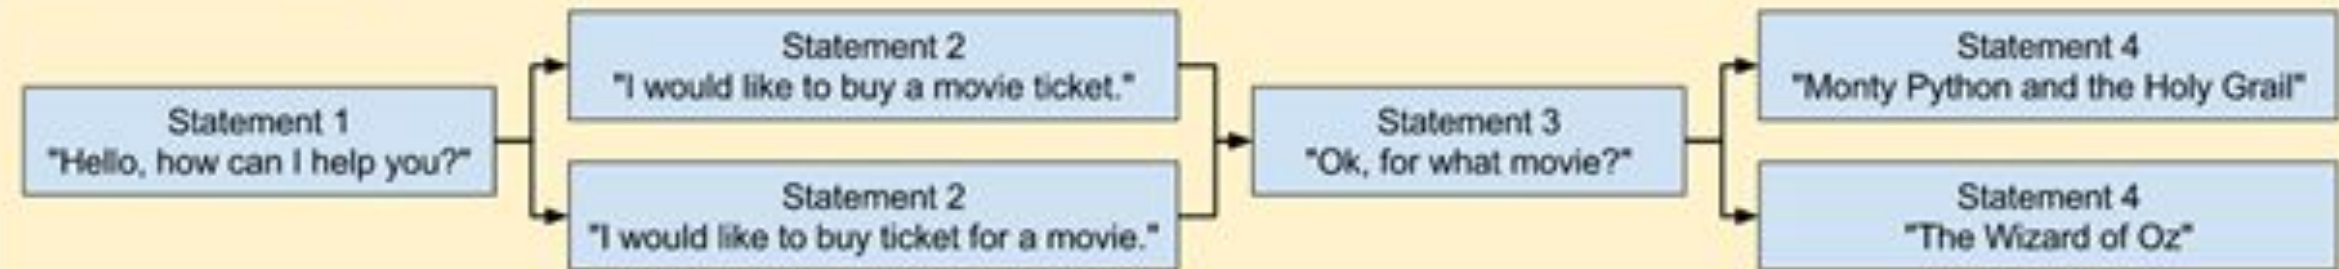 Statement 1
"Hello, how can I help you?"
Statement 2
"I would like to buy a movie ticket."
Statement 2
"I would like to buy ticket for a movie."
Statement 3
"Ok, for what movie?"
Statement 4
"Monty Python and the Holy Grail"
Statement 4
"The Wizard of Oz"